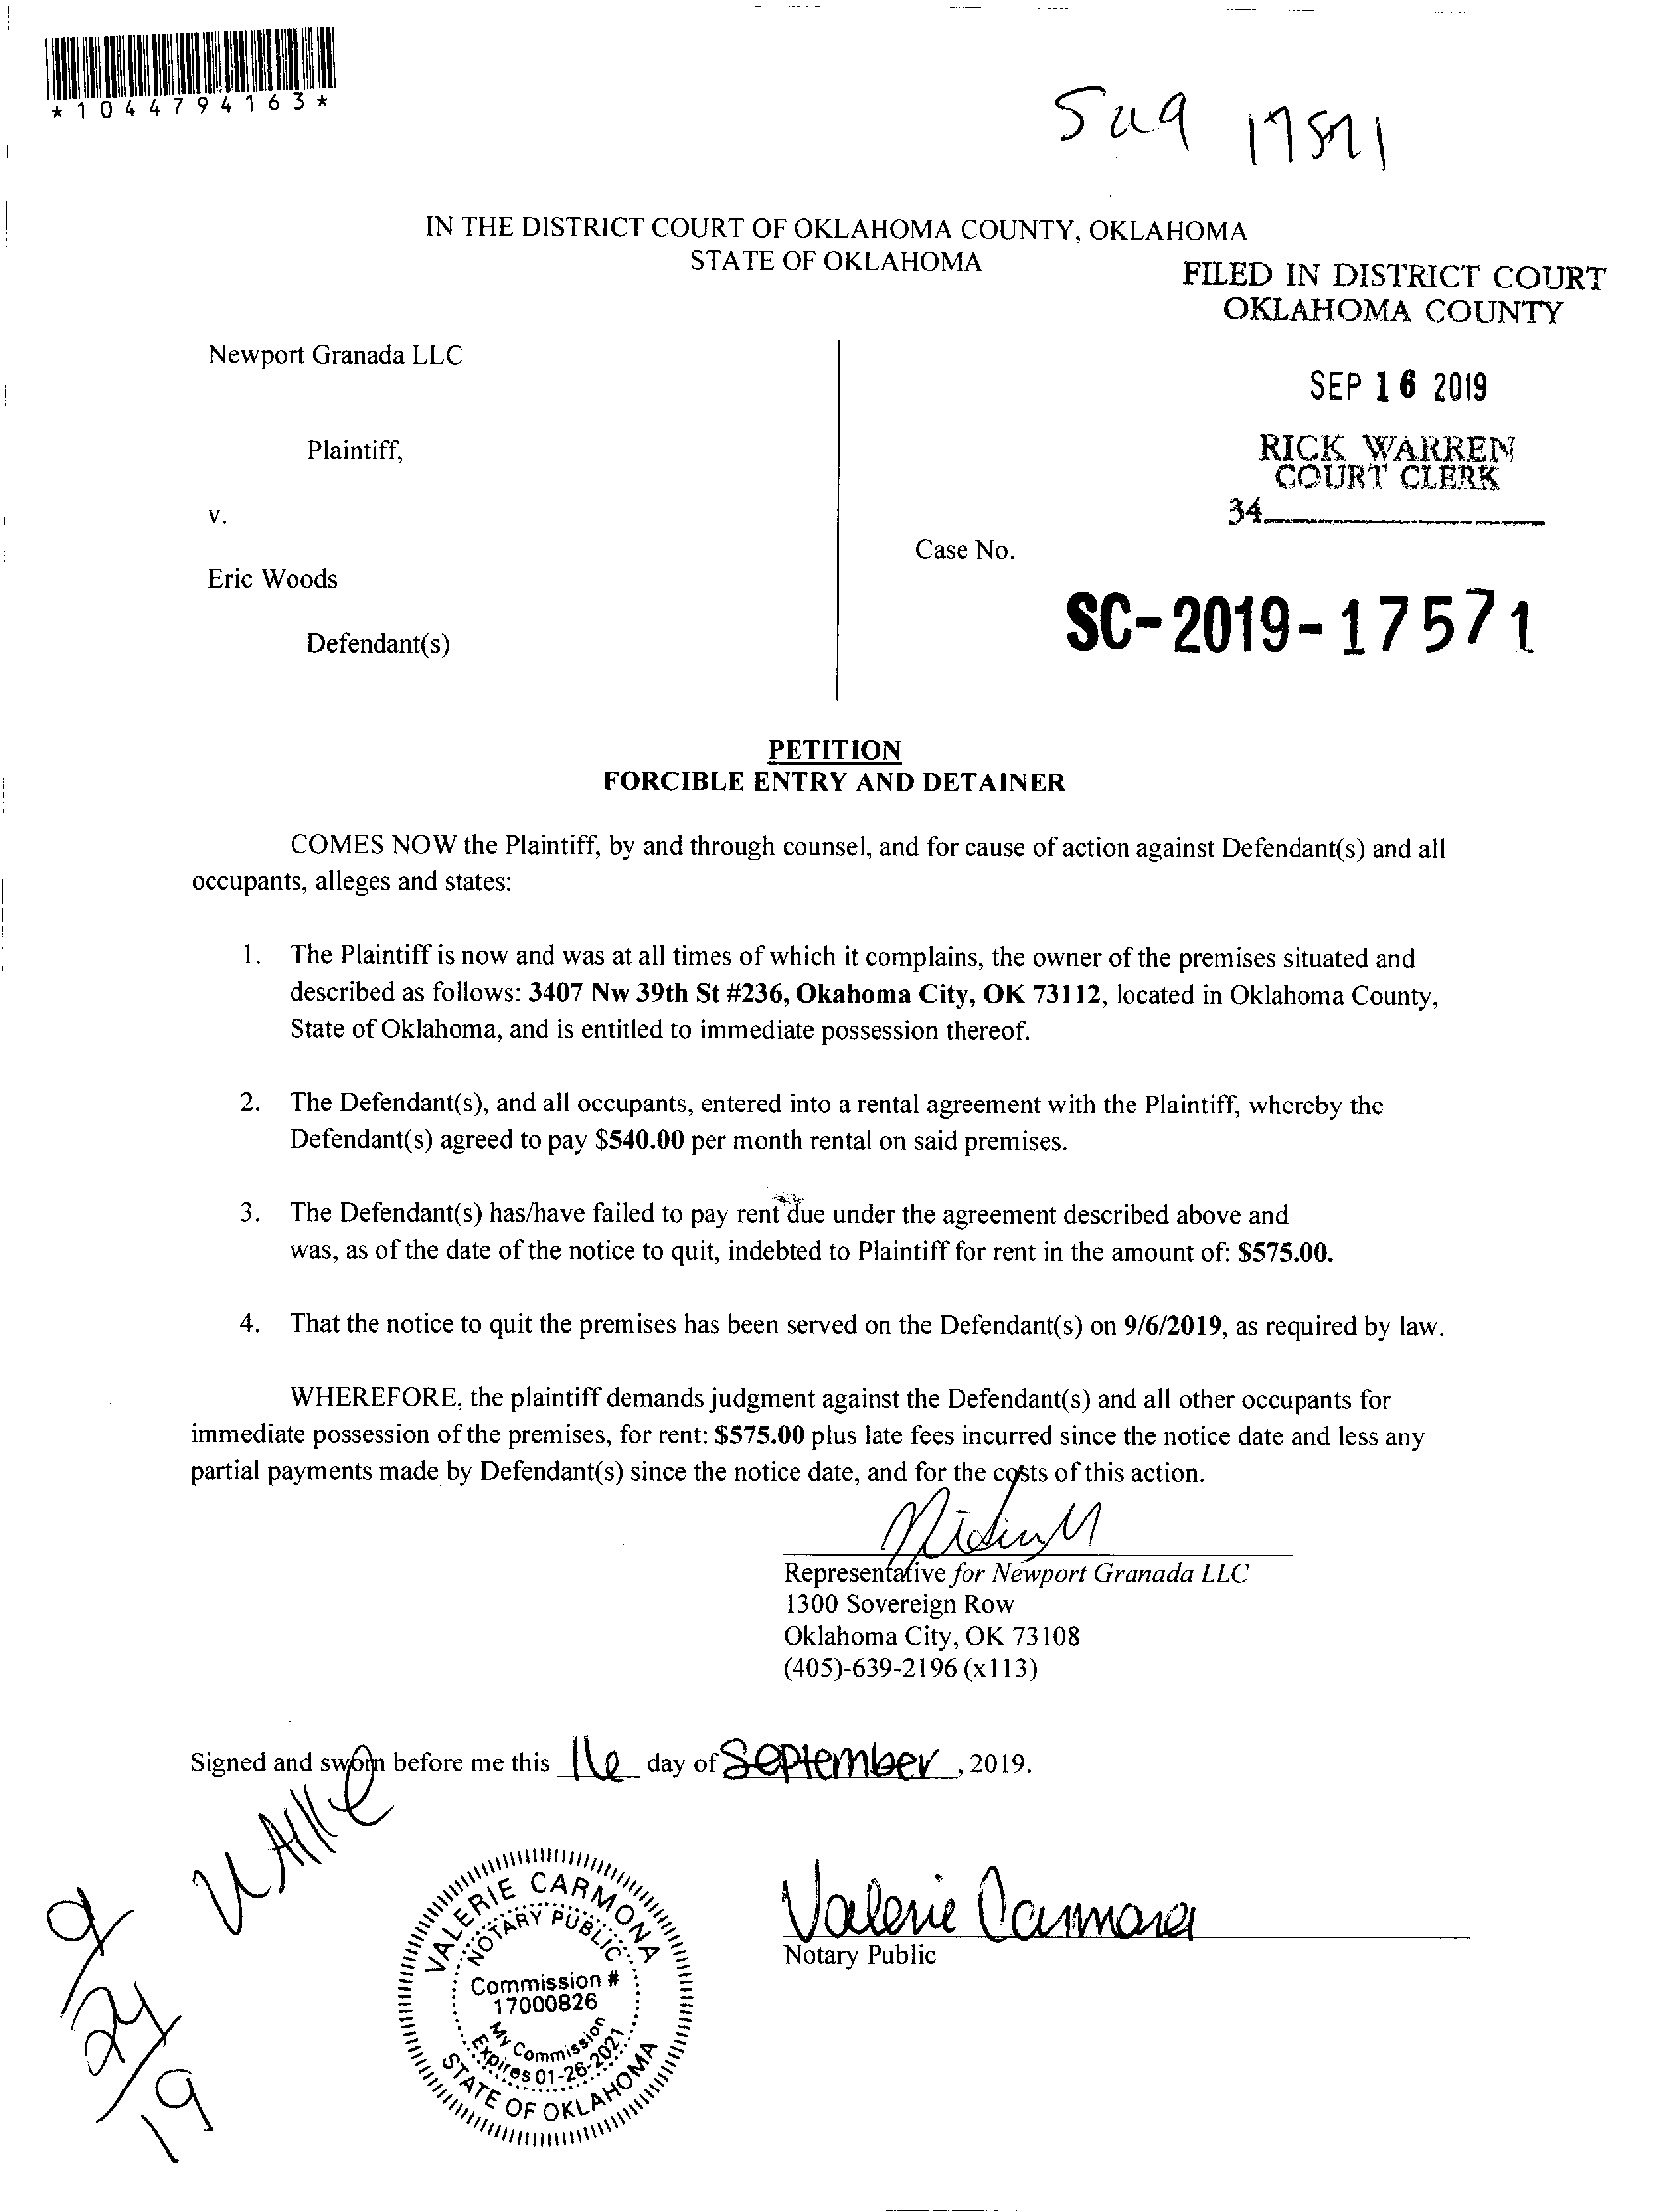 *1044794163*
IN THE DISTRICT COURT OF OKLAHOMA COUNTY, OKLAHOMA
STATE OF OKLAHOMA
FILED IN DISTRICT COURT
OKLAHOMA COUNTY
SEP 16 2019
RICK WARREN
COURT CLERK
34
Newport Granada LLC
Plaintiff,
v.
Eric Woods
Defendant(s)
Case No.
SC-2019-17571
PETITION
FORCIBLE ENTRY AND DETAINER
COMES NOW the Plaintiff, by and through counsel, and for cause of action against Defendant(s) and all
occupants, alleges and states:
1. The Plaintiff is now and was at all times of which it complains, the owner of the premises situated and
described as follows: 3407 Nw 39th St #236, Okahoma City, OK 73112, located in Oklahoma County,
State of Oklahoma, and is entitled to immediate possession thereof.
2. The Defendant(s), and all occupants, entered into a rental agreement with the Plaintiff, whereby the
Defendant(s) agreed to pay $540.00 per month rental on said premises.
3. The Defendant(s) has/have failed to pay rent due under the agreement described above and
was, as of the date of the notice to quit, indebted to Plaintiff for rent in the amount of: $575.00.
4. That the notice to quit the premises has been served on the Defendant(s) on 9/6/2019, as required by law.
WHEREFORE, the plaintiff demands judgment against the Defendant(s) and all other occupants for
immediate possession of the premises, for rent: $575.00 plus late fees incurred since the notice date and less any
partial payments made by Defendant(s) since the notice date, and for the costs of this action.
Representative for Newport Granada LLC
1300 Sovereign Row
Oklahoma City, OK 73108
(405)-639-2196 (x113)
Signed and sworn before me this 16 day of September, 2019.
Valerie Carmona
Notary Public
VALERIE CARMONA
NOTARY PUBLIC
Commission #
17000826
My Commission
Expires 01-26-2021
STATE OF OKLAHOMA